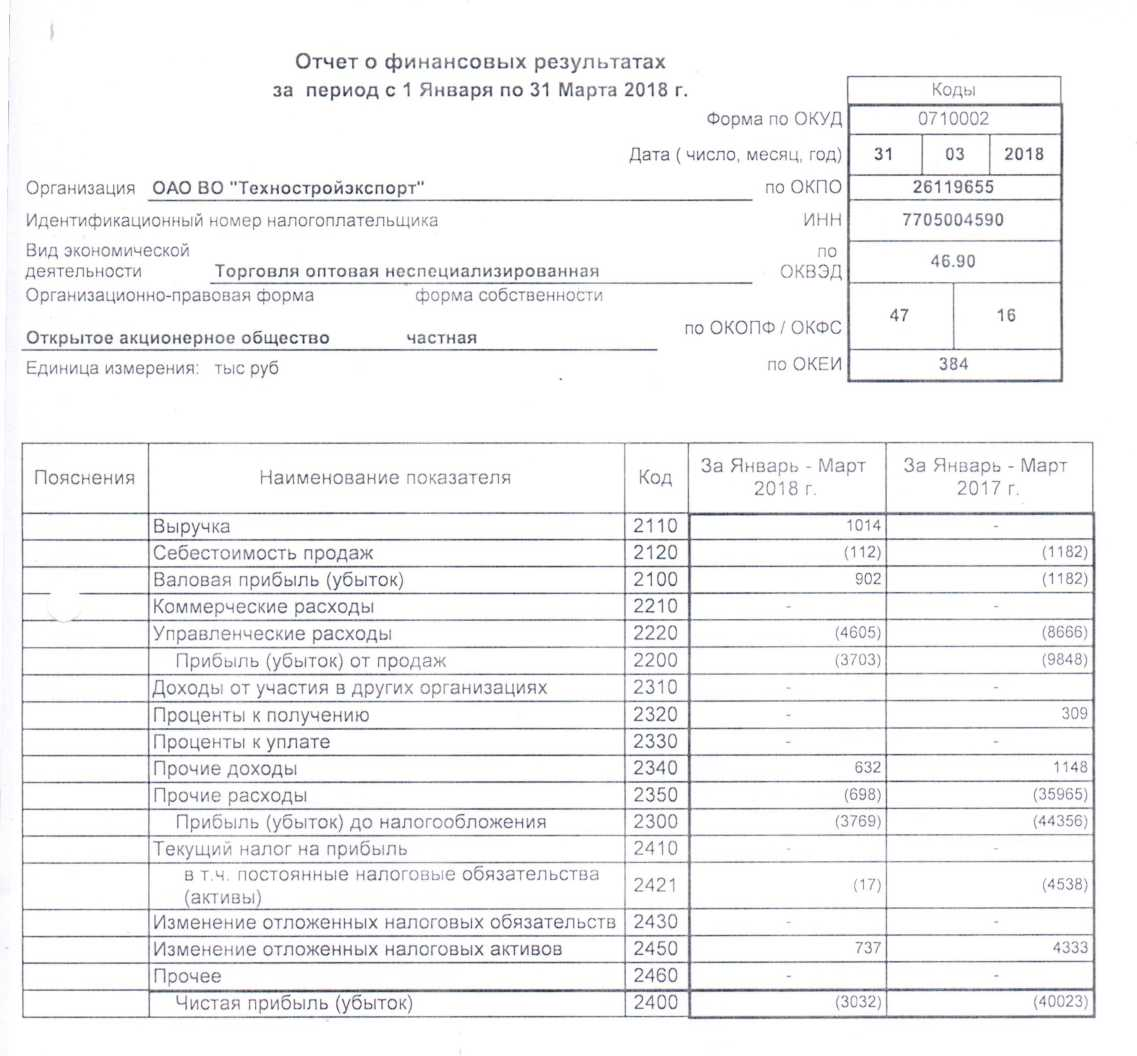 Отчет о финансовых результатах
за период с 1 Января по 31 Марта 2018 г.
Коды
Форма по ОКУД 0710002
Дата ( число, месяц, год) 31 03 2018
Организация ОАО ВО "Техностройэкспорт" по ОКПО 26119655
Идентификационный номер налогоплательщика ИНН 7705004590
Вид экономической
деятельности Торговля оптовая неспециализированная по ОКВЭД 46.90
Организационно-правовая форма форма собственности
Открытое акционерное общество частная по ОКОПФ / ОКФС 47 16
Единица измерения: тыс руб по ОКЕИ 384
Пояснения Наименование показателя Код За Январь - Март 2018 г. За Январь - Март 2017 г.
Выручка 2110 1014 -
Себестоимость продаж 2120 (112) (1182)
Валовая прибыль (убыток) 2100 902 (1182)
Коммерческие расходы 2210 - -
Управленческие расходы 2220 (4605) (8666)
Прибыль (убыток) от продаж 2200 (3703) (9848)
Доходы от участия в других организациях 2310 - -
Проценты к получению 2320 - 309
Проценты к уплате 2330 - -
Прочие доходы 2340 632 1148
Прочие расходы 2350 (698) (35965)
Прибыль (убыток) до налогообложения 2300 (3769) (44356)
Текущий налог на прибыль 2410 - -
в т.ч. постоянные налоговые обязательства
(активы) 2421 (17) (4538)
Изменение отложенных налоговых обязательств 2430 - -
Изменение отложенных налоговых активов 2450 737 4333
Прочее 2460 - -
Чистая прибыль (убыток) 2400 (3032) (40023)